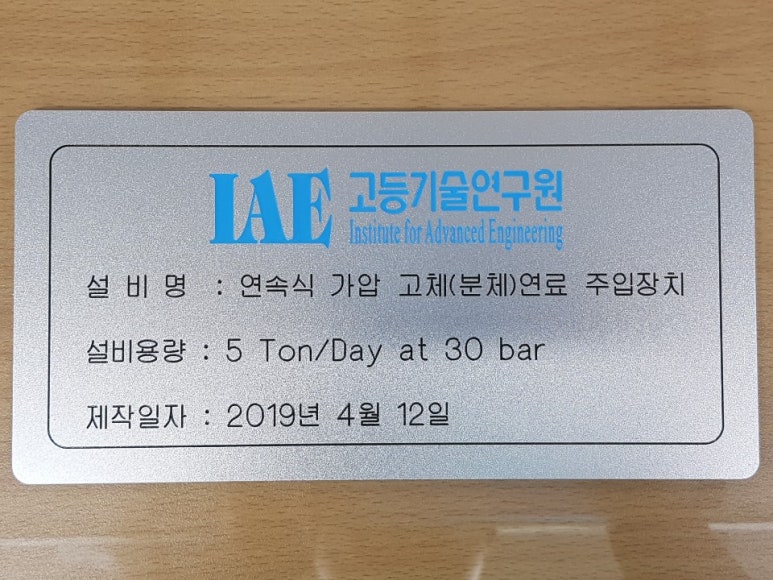 IAE 고등기술연구원
Institute for Advanced Engineering
설 비 명 : 연속식 가압 고체(분체)연료 주입장치
설비용량 : 5 Ton/Day at 30 bar
제작일자 : 2019년 4월 12일